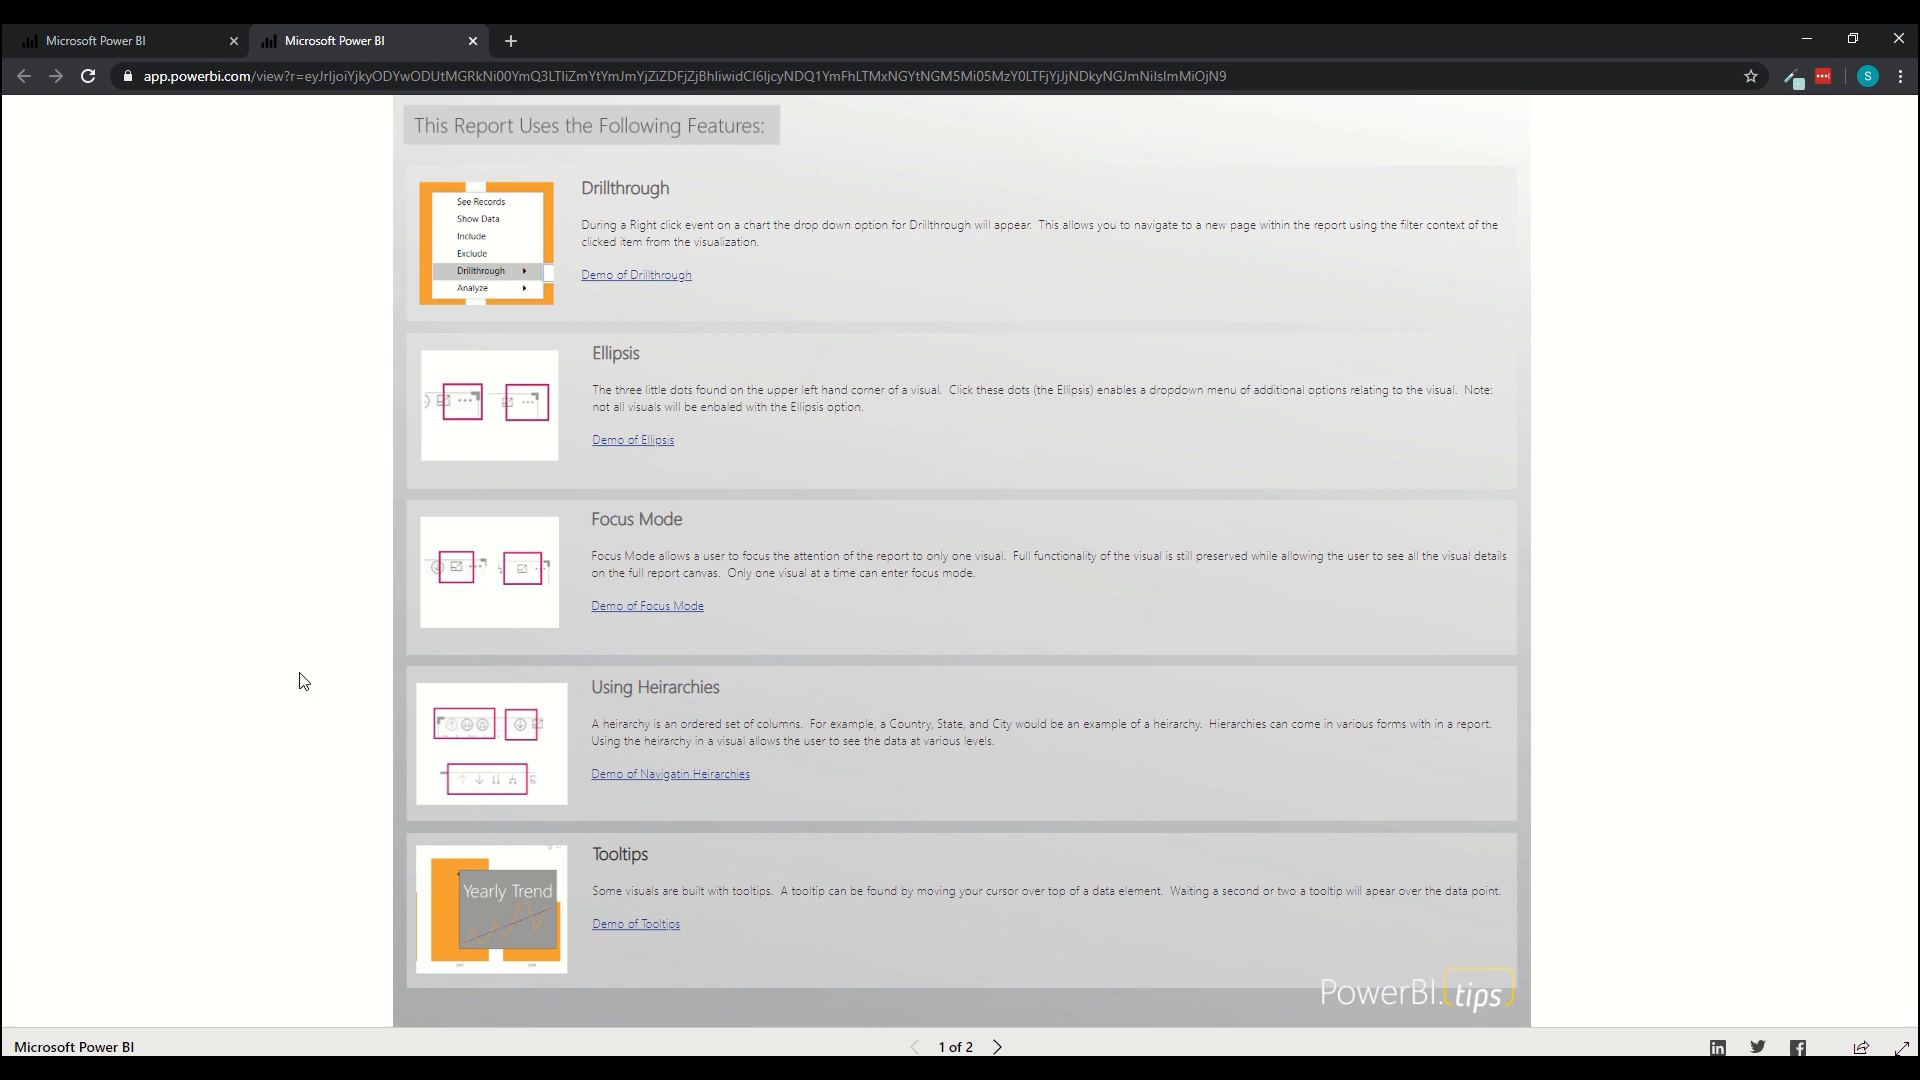 Microsoft Power BI
Microsoft Power BI
S
This Report Uses the Following Features:
See Records
Show Data
Include
Exclude
Drillthrough
Analyze
Drillthrough
During a Right click event on a chart the drop down option for Drillthrough will appear. This allows you to navigate to a new page within the report using the filter context of the
clicked item from the visualization.
Demo of Drillthrough
Ellipsis
The three little dots found on the upper left hand corner of a visual. Click these dots (the Ellipsis) enables a dropdown menu of additional options relating to the visual. Note:
not all visuals will be enbaled with the Ellipsis option.
Demo of Ellipsis
Focus Mode
Focus Mode allows a user to focus the attention of the report to only one visual. Full functionality of the visual is still preserved while allowing the user to see all the visual details
on the full report canvas. Only one visual at a time can enter focus mode.
Demo of Focus Mode
Using Heirarchies
A heirarchy is an ordered set of columns. For example, a Country, State, and City would be an example of a heirarchy. Hierarchies can come in various forms with in a report.
Using the heirarchy in a visual allows the user to see the data at various levels.
Demo of Navigatin Heirarchies
Yearly Trend
Tooltips
Some visuals are built with tooltips. A tooltip can be found by moving your cursor over top of a data element. Waiting a second or two a tooltip will apear over the data point.
Demo of Tooltips
PowerBI.tips
Microsoft Power BI
1 of 2